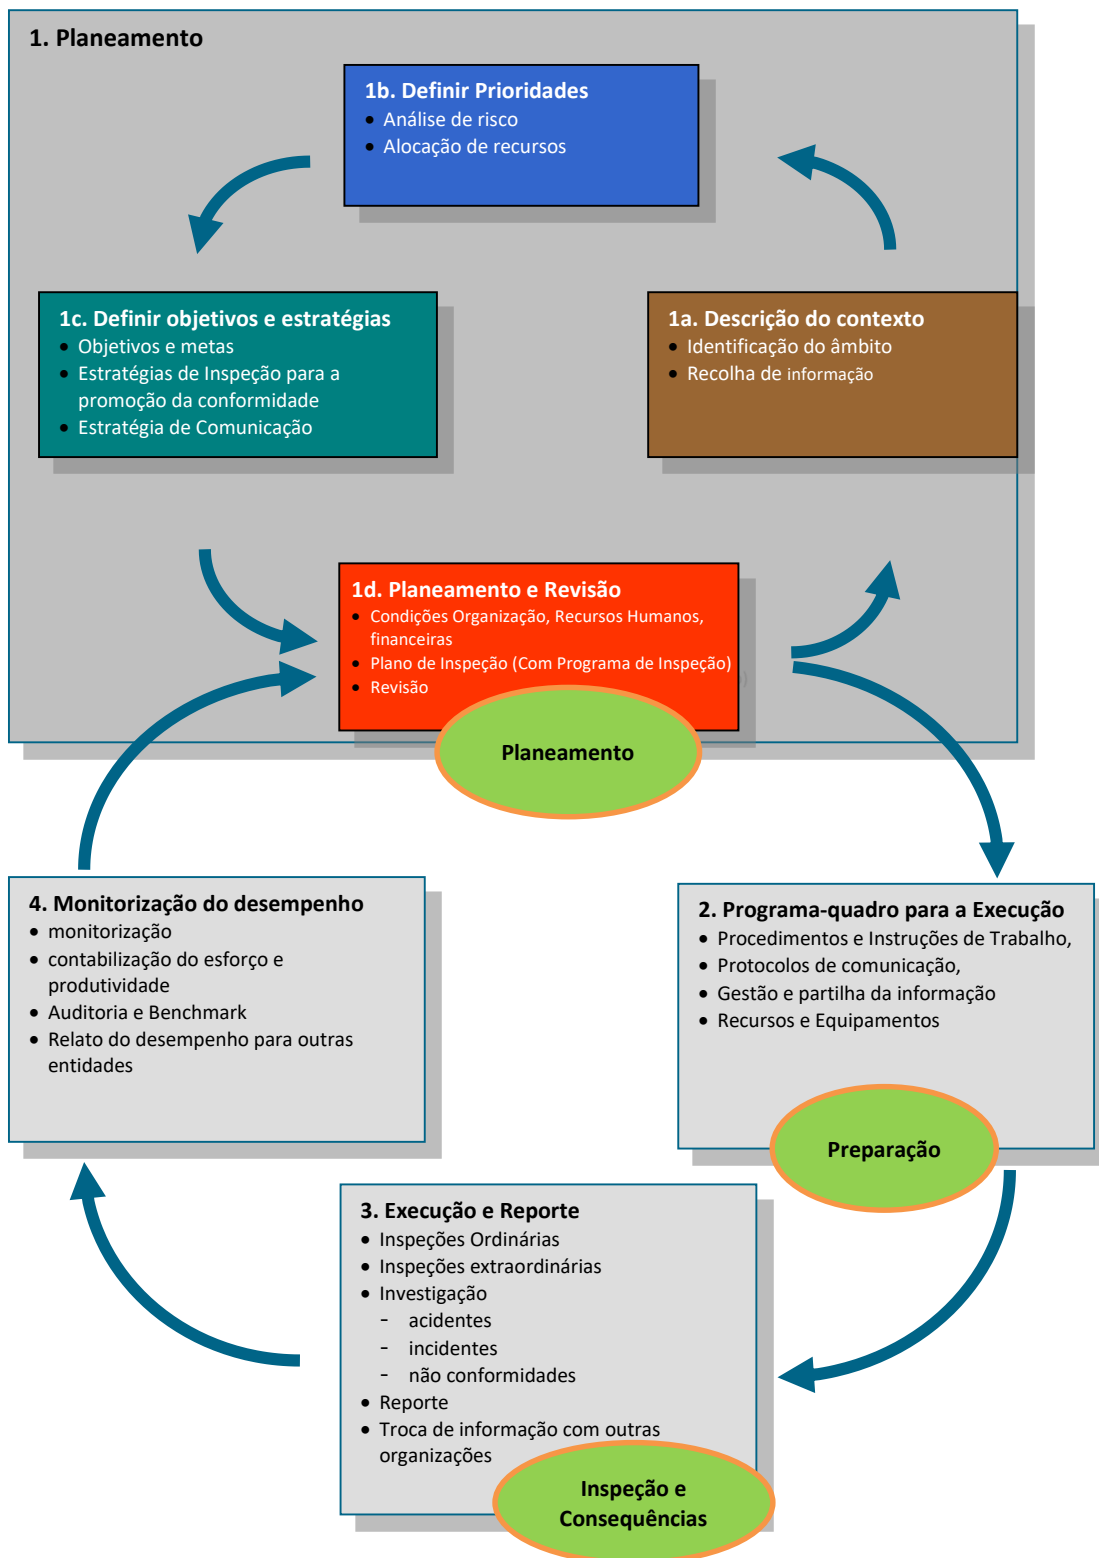 1. Planeamento
1b. Definir Prioridades
• Análise de risco
• Alocação de recursos
1c. Definir objetivos e estratégias
• Objetivos e metas
• Estratégias de Inspeção para a
promoção da conformidade
• Estratégia de Comunicação
1a. Descrição do contexto
• Identificação do âmbito
• Recolha de informação
1d. Planeamento e Revisão
• Condições Organização, Recursos Humanos,
financeiras
• Plano de Inspeção (Com Programa de Inspeção)
• Revisão
Planeamento
4. Monitorização do desempenho
• monitorização
• contabilização do esforço e
produtividade
• Auditoria e Benchmark
• Relato do desempenho para outras
entidades
2. Programa-quadro para a Execução
• Procedimentos e Instruções de Trabalho,
• Protocolos de comunicação,
• Gestão e partilha da informação
• Recursos e Equipamentos
Preparação
3. Execução e Reporte
• Inspeções Ordinárias
• Inspeções extraordinárias
• Investigação
- acidentes
- incidentes
- não conformidades
• Reporte
• Troca de informação com outras
organizações
Inspeção e
Consequências